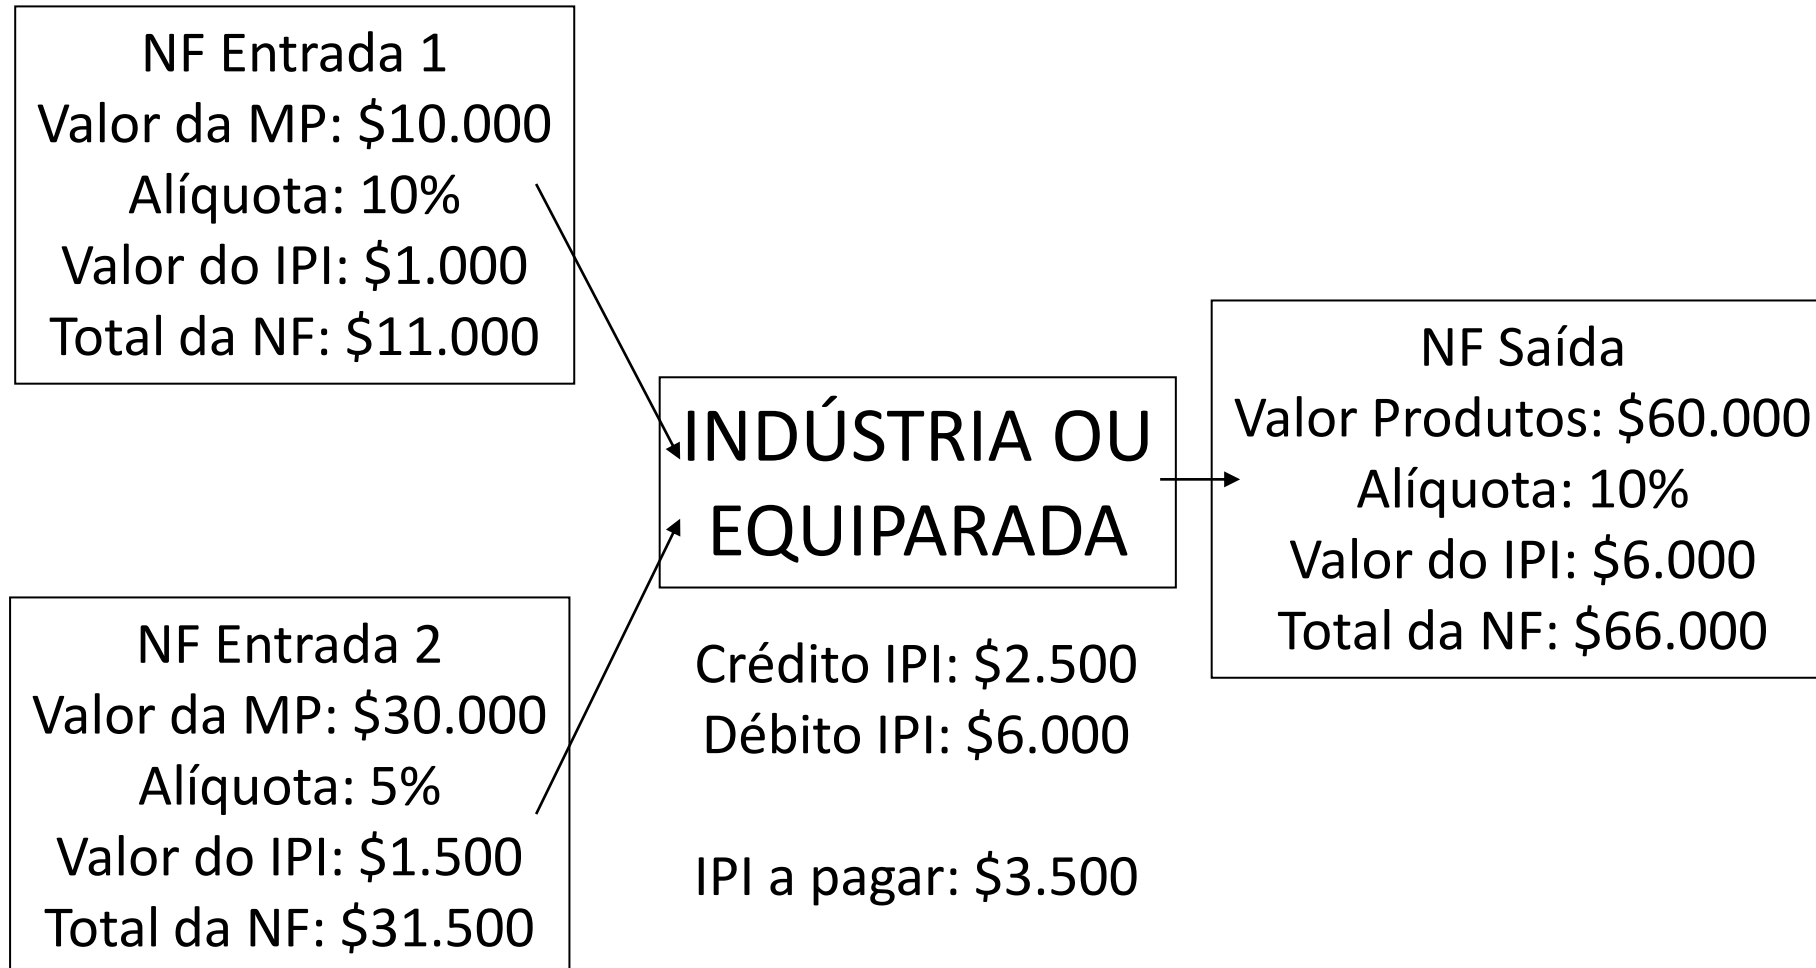 NF Entrada 1
Valor da MP: $10.000
Alíquota: 10%
Valor do IPI: $1.000
Total da NF: $11.000
NF Entrada 2
Valor da MP: $30.000
Alíquota: 5%
Valor do IPI: $1.500
Total da NF: $31.500
INDÚSTRIA OU
EQUIPARADA
Crédito IPI: $2.500
Débito IPI: $6.000
IPI a pagar: $3.500
NF Saída
Valor Produtos: $60.000
Alíquota: 10%
Valor do IPI: $6.000
Total da NF: $66.000